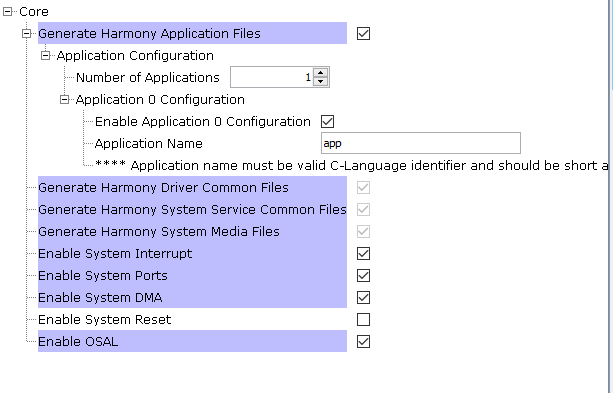 Core
Generate Harmony Application Files
Application Configuration
Number of Applications 1
Application 0 Configuration
Enable Application 0 Configuration
Application Name app
**** Application name must be valid C-Language identifier and should be short a
Generate Harmony Driver Common Files
Generate Harmony System Service Common Files
Generate Harmony System Media Files
Enable System Interrupt
Enable System Ports
Enable System DMA
Enable System Reset
Enable OSAL